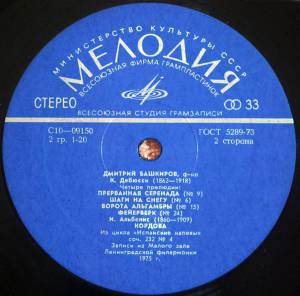 МИНИСТЕРСТВО КУЛЬТУРЫ СССР
МЕЛОДИЯ
ВСЕСОЮЗНАЯ ФИРМА ГРАМПЛАСТИНОК
СТЕРЕО
33
ВСЕСОЮЗНАЯ СТУДИЯ ГРАМЗАПИСИ
С10—09150
ГОСТ 5289-73
2 гр. 1-20
2 сторона
ДМИТРИЙ БАШКИРОВ, ф-но
К. Дебюсси (1862—1918)
Четыре прелюдии:
ПРЕРВАННАЯ СЕРЕНАДА (№ 9)
ШАГИ НА СНЕГУ (№ 6)
ВОРОТА АЛЬГАМБРЫ (№ 15)
ФЕЙЕРВЕРК (№ 24)
И. Альбенис (1860—1909)
КОРДОВА
Из цикла «Испанские напевы»
соч. 232 № 4
Записи из Малого зала
Ленинградской филармонии
1975 г.